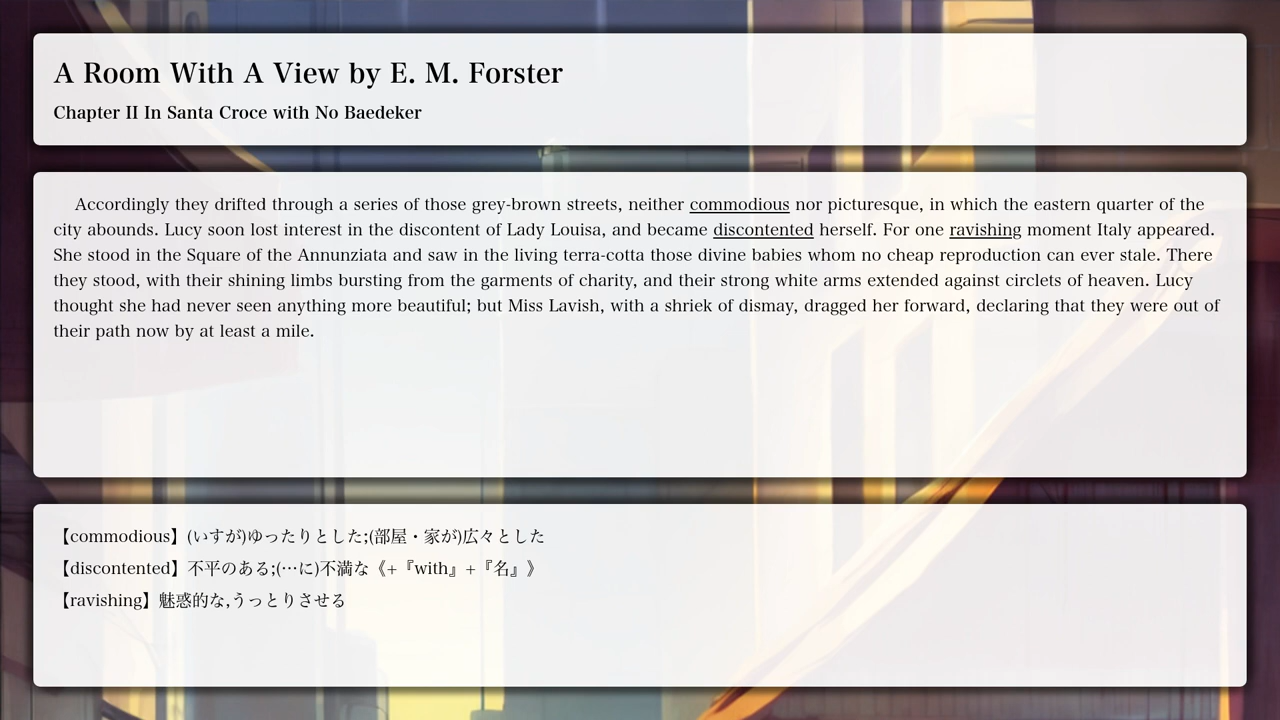 A Room With A View by E. M. Forster
Chapter II In Santa Croce with No Baedeker
Accordingly they drifted through a series of those grey-brown streets, neither commodious nor picturesque, in which the eastern quarter of the
city abounds. Lucy soon lost interest in the discontent of Lady Louisa, and became discontented herself. For one ravishing moment Italy appeared.
She stood in the Square of the Annunziata and saw in the living terra-cotta those divine babies whom no cheap reproduction can ever stale. There
they stood, with their shining limbs bursting from the garments of charity, and their strong white arms extended against circlets of heaven. Lucy
thought she had never seen anything more beautiful; but Miss Lavish, with a shriek of dismay, dragged her forward, declaring that they were out of
their path now by at least a mile.
【commodious】(いすが)ゆったりとした;(部屋・家が)広々とした
【discontented】不平のある;(…に)不満な《+『with』+『名』》
【ravishing】魅惑的な,うっとりさせる